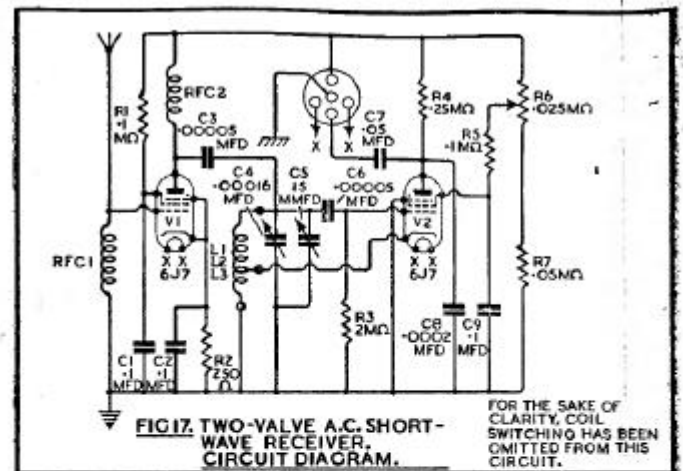 R1
.1
MΩ
RFC2
C3
.00005
MFD
C7
.05
MFD
R4
.25MΩ
R6
.025MΩ
R5
.1MΩ
X X
C4
.00016
MFD
C5
15
MMFD
C6
.00005
MFD
V1
X X
6J7
V2
X X
6J7
RFC1
L1
L2
L3
R7
.05MΩ
R3
2MΩ
C1
.1
MFD
C2
.1
MFD
R2
250
Ω
C8
.0002
MFD
C9
.1
MFD
FIG 17. TWO-VALVE A.C. SHORT-
WAVE RECEIVER.
CIRCUIT DIAGRAM.
FOR THE SAKE OF
CLARITY, COIL
SWITCHING HAS BEEN
OMITTED FROM THIS
CIRCUIT.